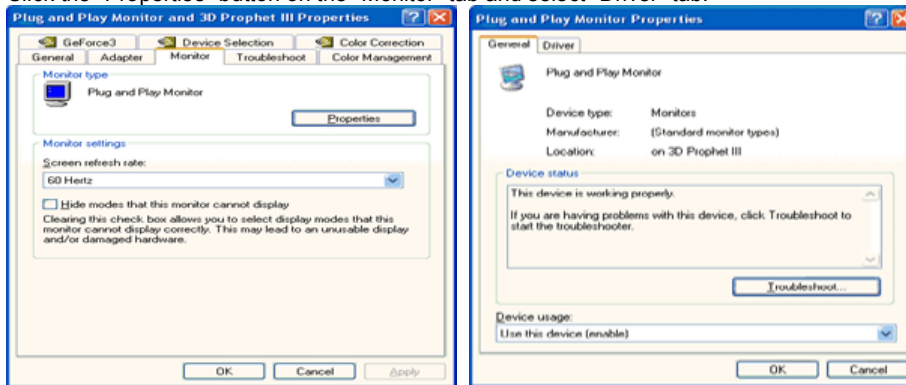 Click the "Properties" button on the "Monitor" tab and select "Driver" tab.
Plug and Play Monitor and 3D Prophet III Properties
GeForce3 Device Selection Color Correction
General Adapter Monitor Troubleshoot Color Management
Monitor type
Plug and Play Monitor
Properties
Monitor settings
Screen refresh rate:
60 Hertz
Hide modes that this monitor cannot display
Clearing this check box allows you to select display modes that this
monitor cannot display correctly. This may lead to an unusable display
and/or damaged hardware.
OK Cancel Apply
Plug and Play Monitor Properties
General Driver
Plug and Play Monitor
Device type: Monitors
Manufacturer: (Standard monitor types)
Location: on 3D Prophet III
Device status
This device is working properly.
If you are having problems with this device, click Troubleshoot to
start the troubleshooter.
Troubleshoot...
Device usage:
Use this device (enable)
OK Cancel